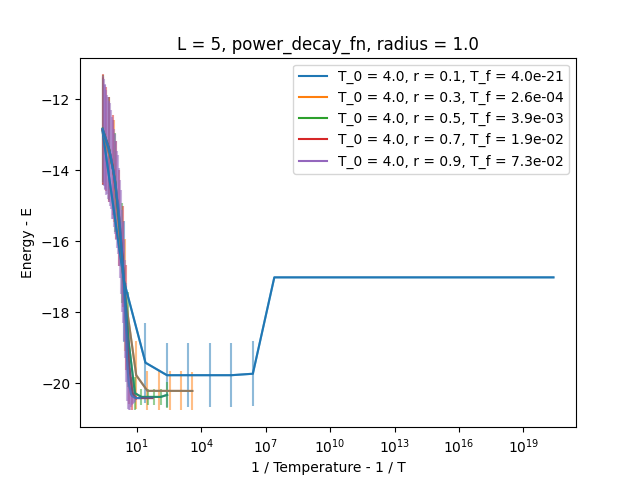 L = 5, power_decay_fn, radius = 1.0
T_0 = 4.0, r = 0.1, T_f = 4.0e-21
T_0 = 4.0, r = 0.3, T_f = 2.6e-04
T_0 = 4.0, r = 0.5, T_f = 3.9e-03
T_0 = 4.0, r = 0.7, T_f = 1.9e-02
T_0 = 4.0, r = 0.9, T_f = 7.3e-02
Energy - E
−12
−14
−16
−18
−20
10¹ 10⁴ 10⁷ 10¹⁰ 10¹³ 10¹⁶ 10¹⁹
1 / Temperature - 1 / T